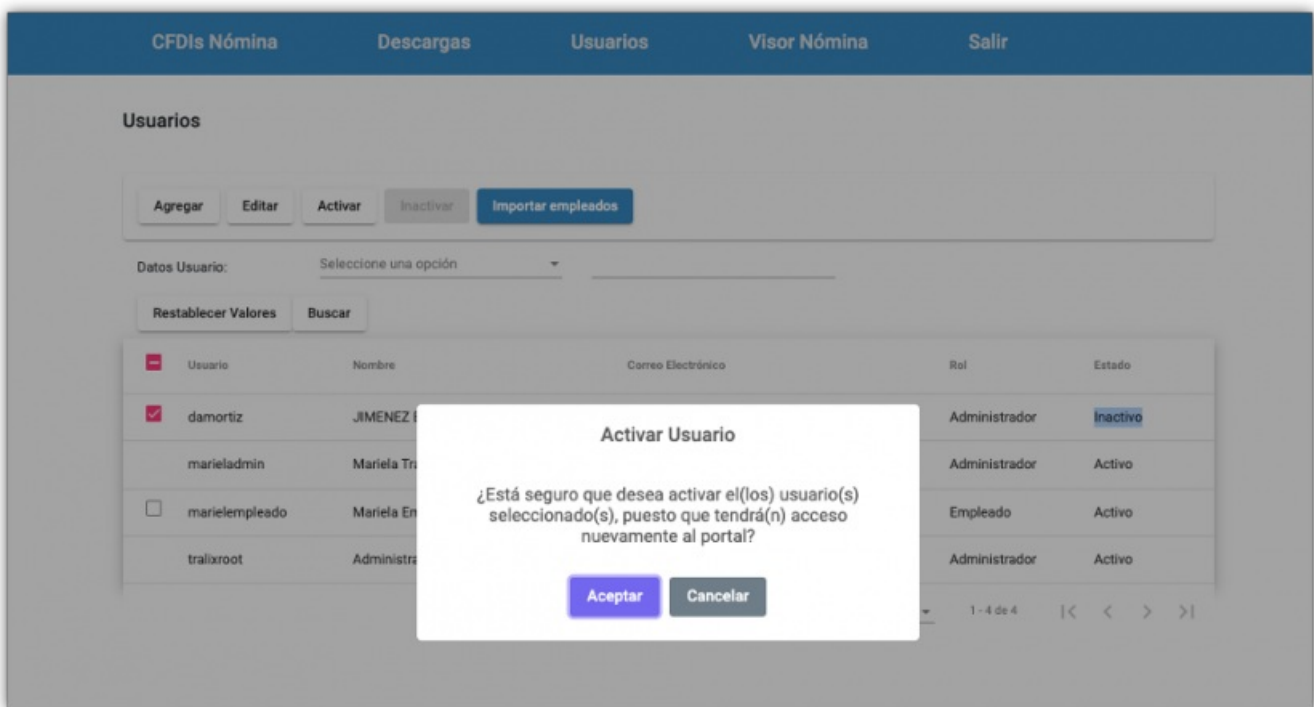 CFDIs Nómina Descargas Usuarios Visor Nómina Salir
Usuarios
Agregar Editar Activar Inactivar Importar empleados
Datos Usuario: Seleccione una opción
Restablecer Valores Buscar
Usuario Nombre Correo Electrónico Rol Estado
damortiz JIMENEZ Administrador Inactivo
marieladmin Mariela Administrador Activo
marielempleado Mariela Empleado Activo
tralixroot Administrador Activo
Activar Usuario
¿Está seguro que desea activar el(los) usuario(s)
seleccionado(s), puesto que tendrá(n) acceso
nuevamente al portal?
Aceptar Cancelar
1 - 4 de 4